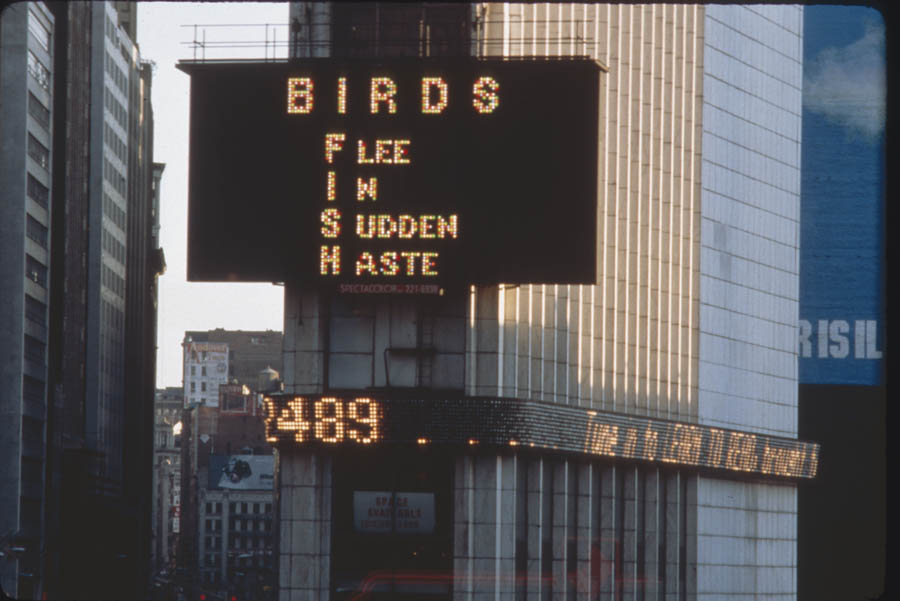 BIRDS
FLEE
IN
SUDDEN
HASTE
SPECTACOLOR
2489
RISIL
SPACE
AVAILABLE